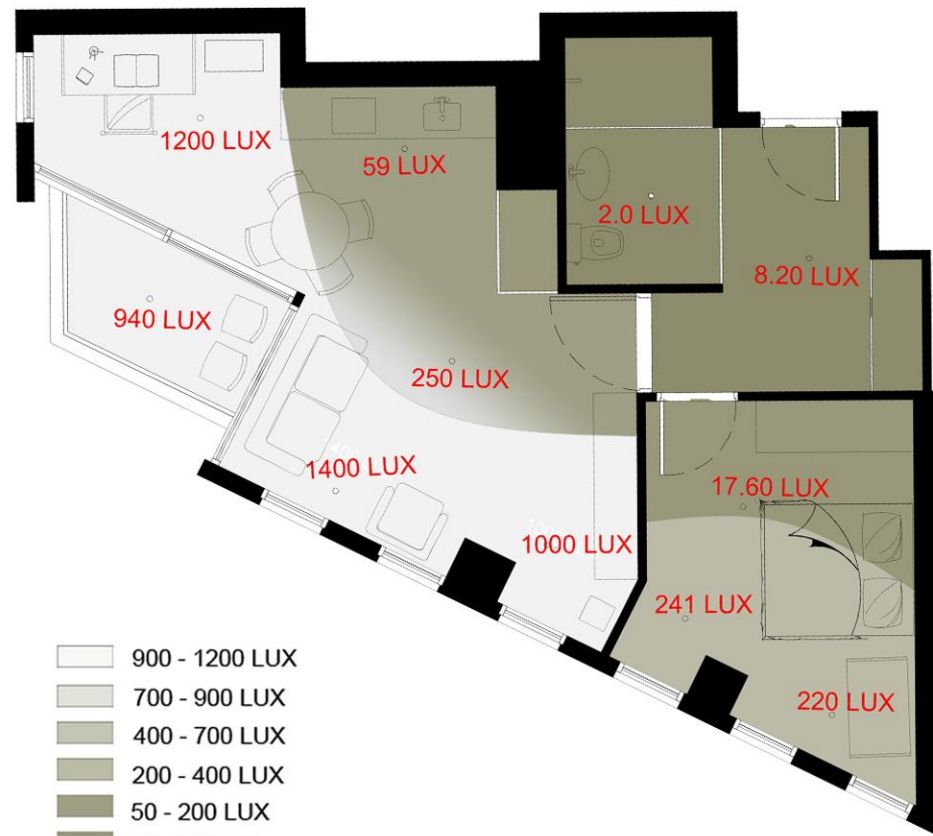 1200 LUX
59 LUX
2.0 LUX
8.20 LUX
940 LUX
250 LUX
1400 LUX
17.60 LUX
1000 LUX
241 LUX
220 LUX
900 - 1200 LUX
700 - 900 LUX
400 - 700 LUX
200 - 400 LUX
50 - 200 LUX